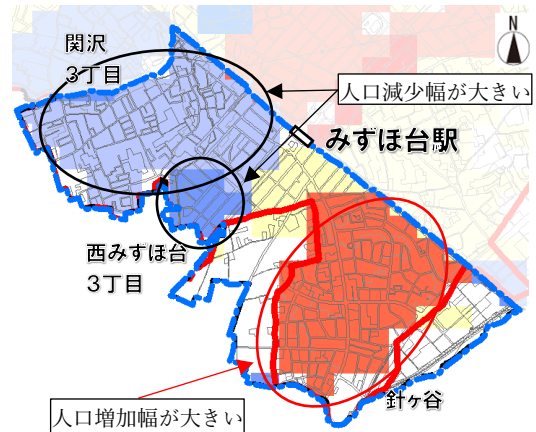 関沢
3丁目
N
人口減少幅が大きい
みずほ台駅
西みずほ台
3丁目
針ヶ谷
人口増加幅が大きい